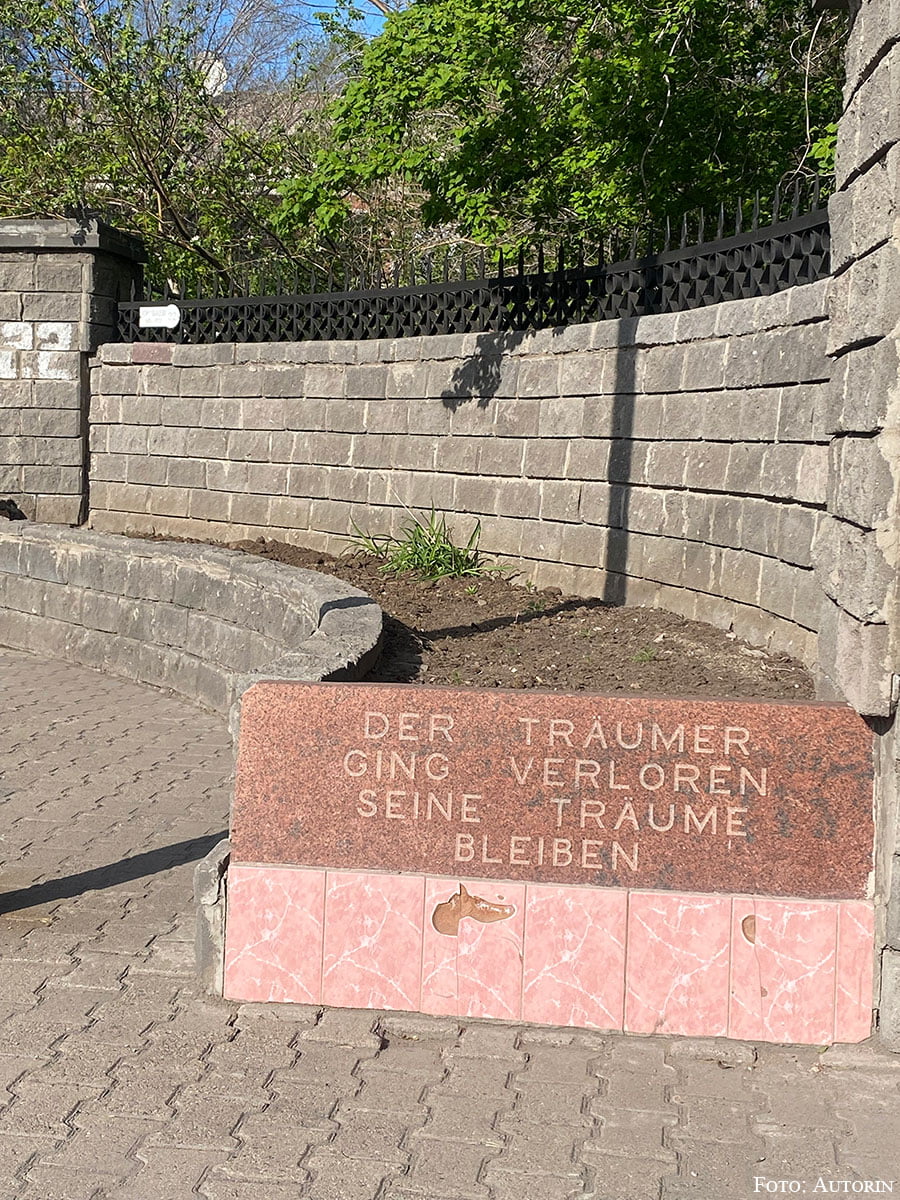 DER TRÄUMER
GING VERLOREN
SEINE TRÄUME
BLEIBEN
FOTO: AUTORIN